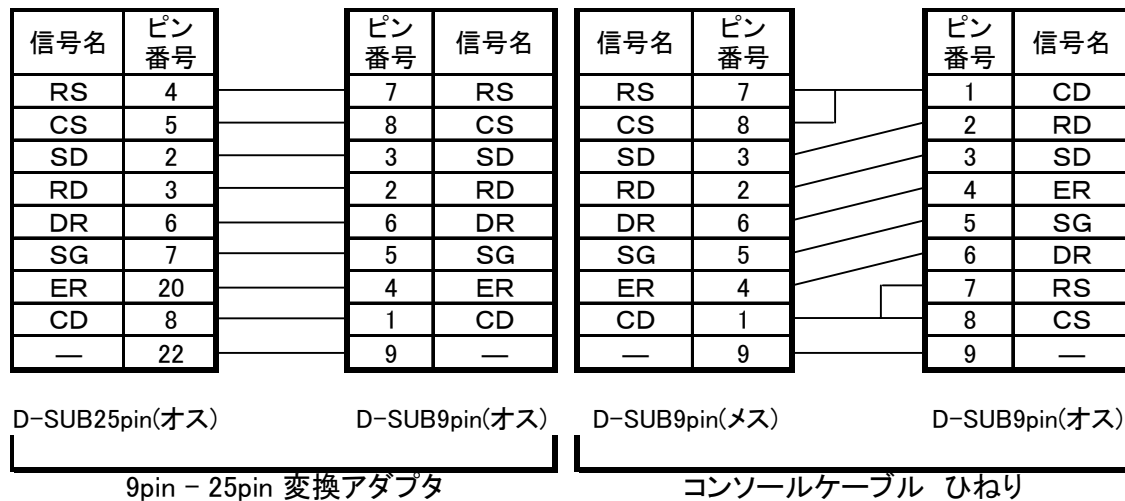 信号名 ピン番号 ピン番号 信号名 信号名 ピン番号 ピン番号 信号名
RS 4 7 RS RS 7 1 CD
CS 5 8 CS CS 8 2 RD
SD 2 3 SD SD 3 3 SD
RD 3 2 RD RD 2 4 ER
DR 6 6 DR DR 6 5 SG
SG 7 5 SG SG 5 6 DR
ER 20 4 ER ER 4 7 RS
CD 8 1 CD CD 1 8 CS
― 22 9 ― ― 9 9 ―
D-SUB25pin(オス) D-SUB9pin(オス) D-SUB9pin(メス) D-SUB9pin(オス)
9pin - 25pin 変換アダプタ コンソールケーブル ひねり